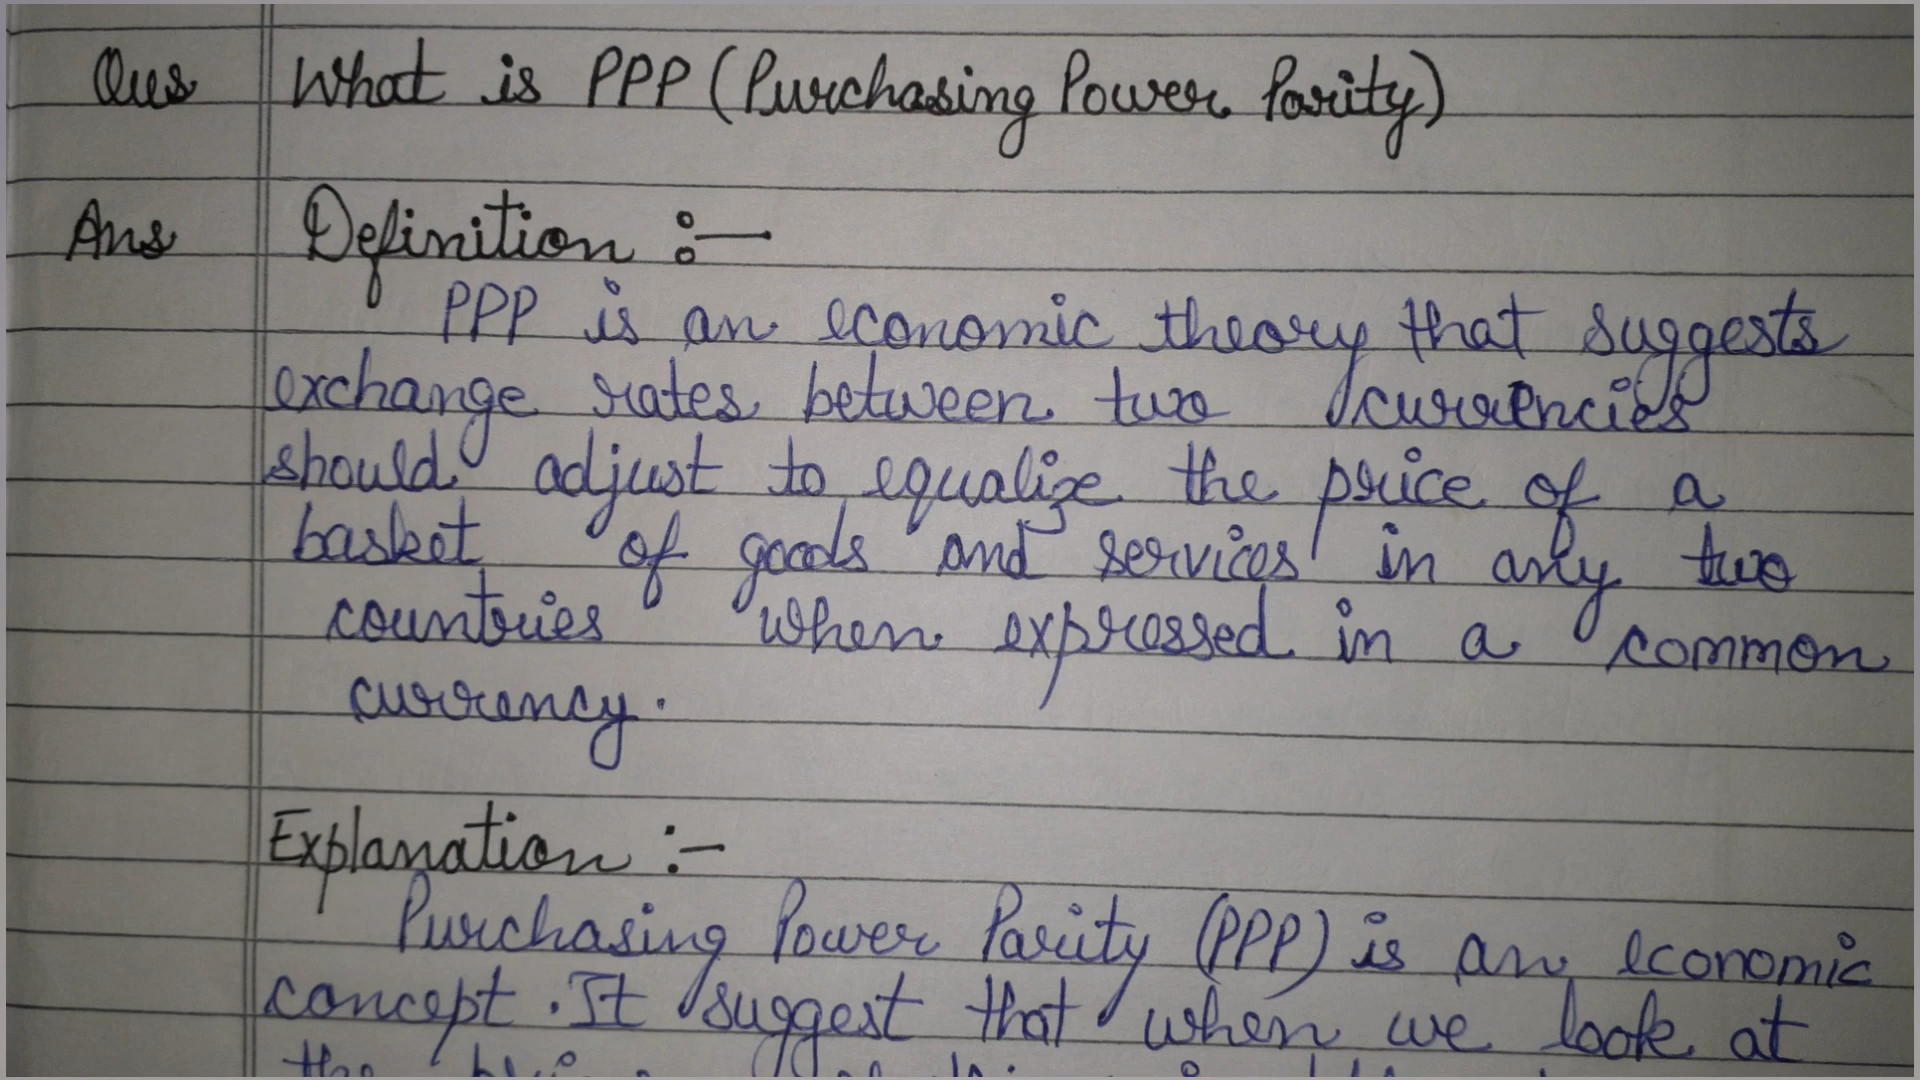 Ques What is PPP (Purchasing Power Parity)
Ans Definition :—
PPP is an economic theory that suggests
exchange rates between two currencies
should adjust to equalize the price of a
basket of goods and services in any two
countries when expressed in a common
currency.
Explanation :-
Purchasing Power Parity (PPP) is an economic
concept. It suggest that when we look at
the